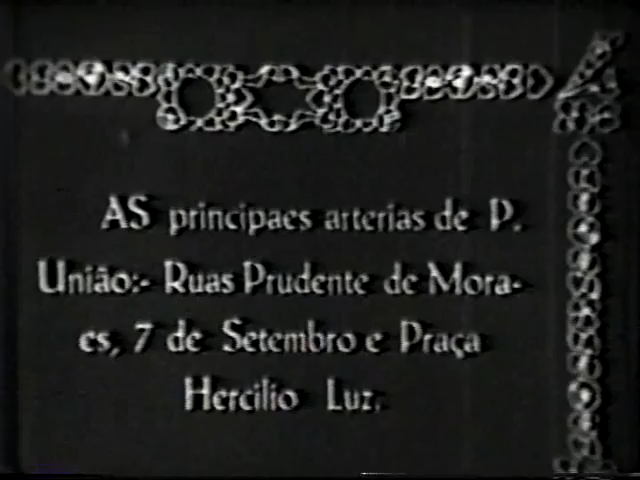 AS principaes arterias de P.
União:- Ruas Prudente de Mora-
es, 7 de Setembro e Praça
Hercilio Luz.